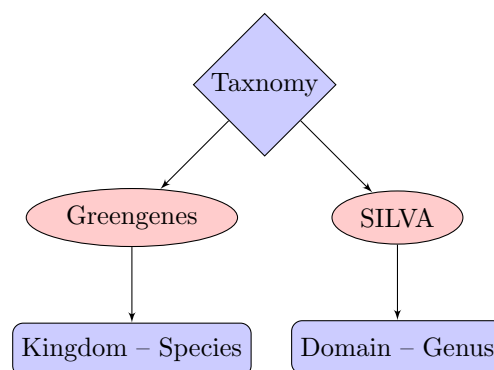 Taxnomy
Greengenes
SILVA
Kingdom – Species
Domain – Genus